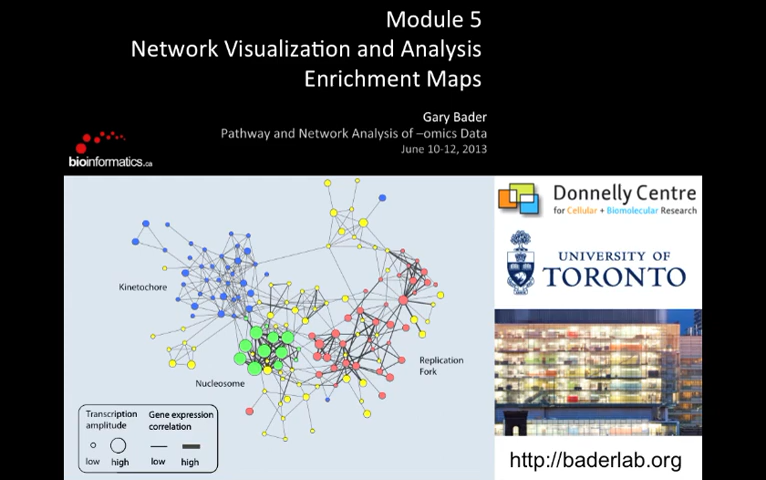 Module 5
Network Visualization and Analysis
Enrichment Maps
Gary Bader
Pathway and Network Analysis of –omics Data
June 10-12, 2013
bioinformatics.ca
Donnelly Centre
for Cellular + Biomolecular Research
UNIVERSITY OF
TORONTO
Kinetochore
Nucleosome
Replication
Fork
Transcription
amplitude
Gene expression
correlation
low high low high
http://baderlab.org